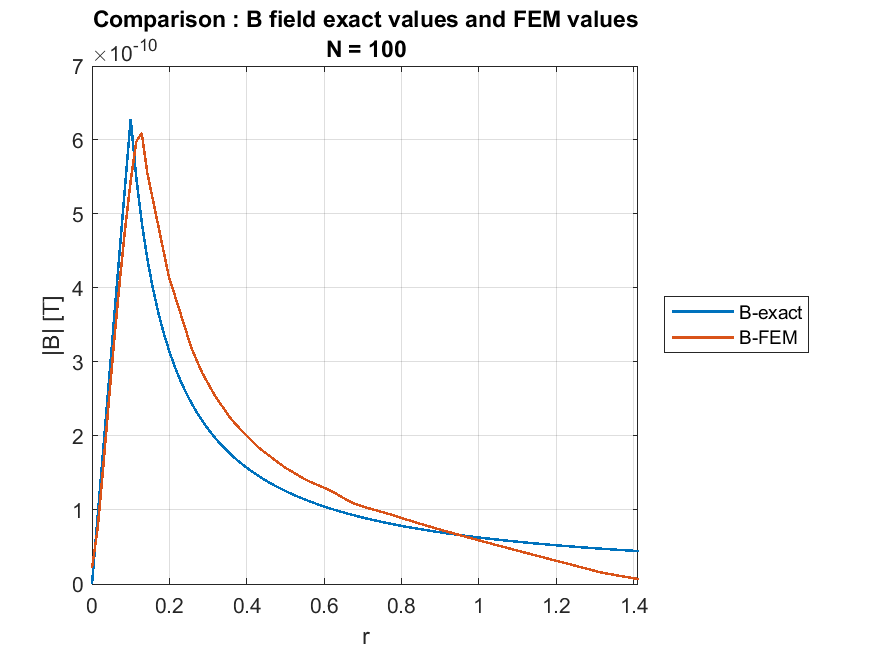 Comparison : B field exact values and FEM values
N = 100
×10⁻¹⁰
7
6
5
4
3
2
1
0
|B| [T]
0 0.2 0.4 0.6 0.8 1 1.2 1.4
r
B-exact
B-FEM